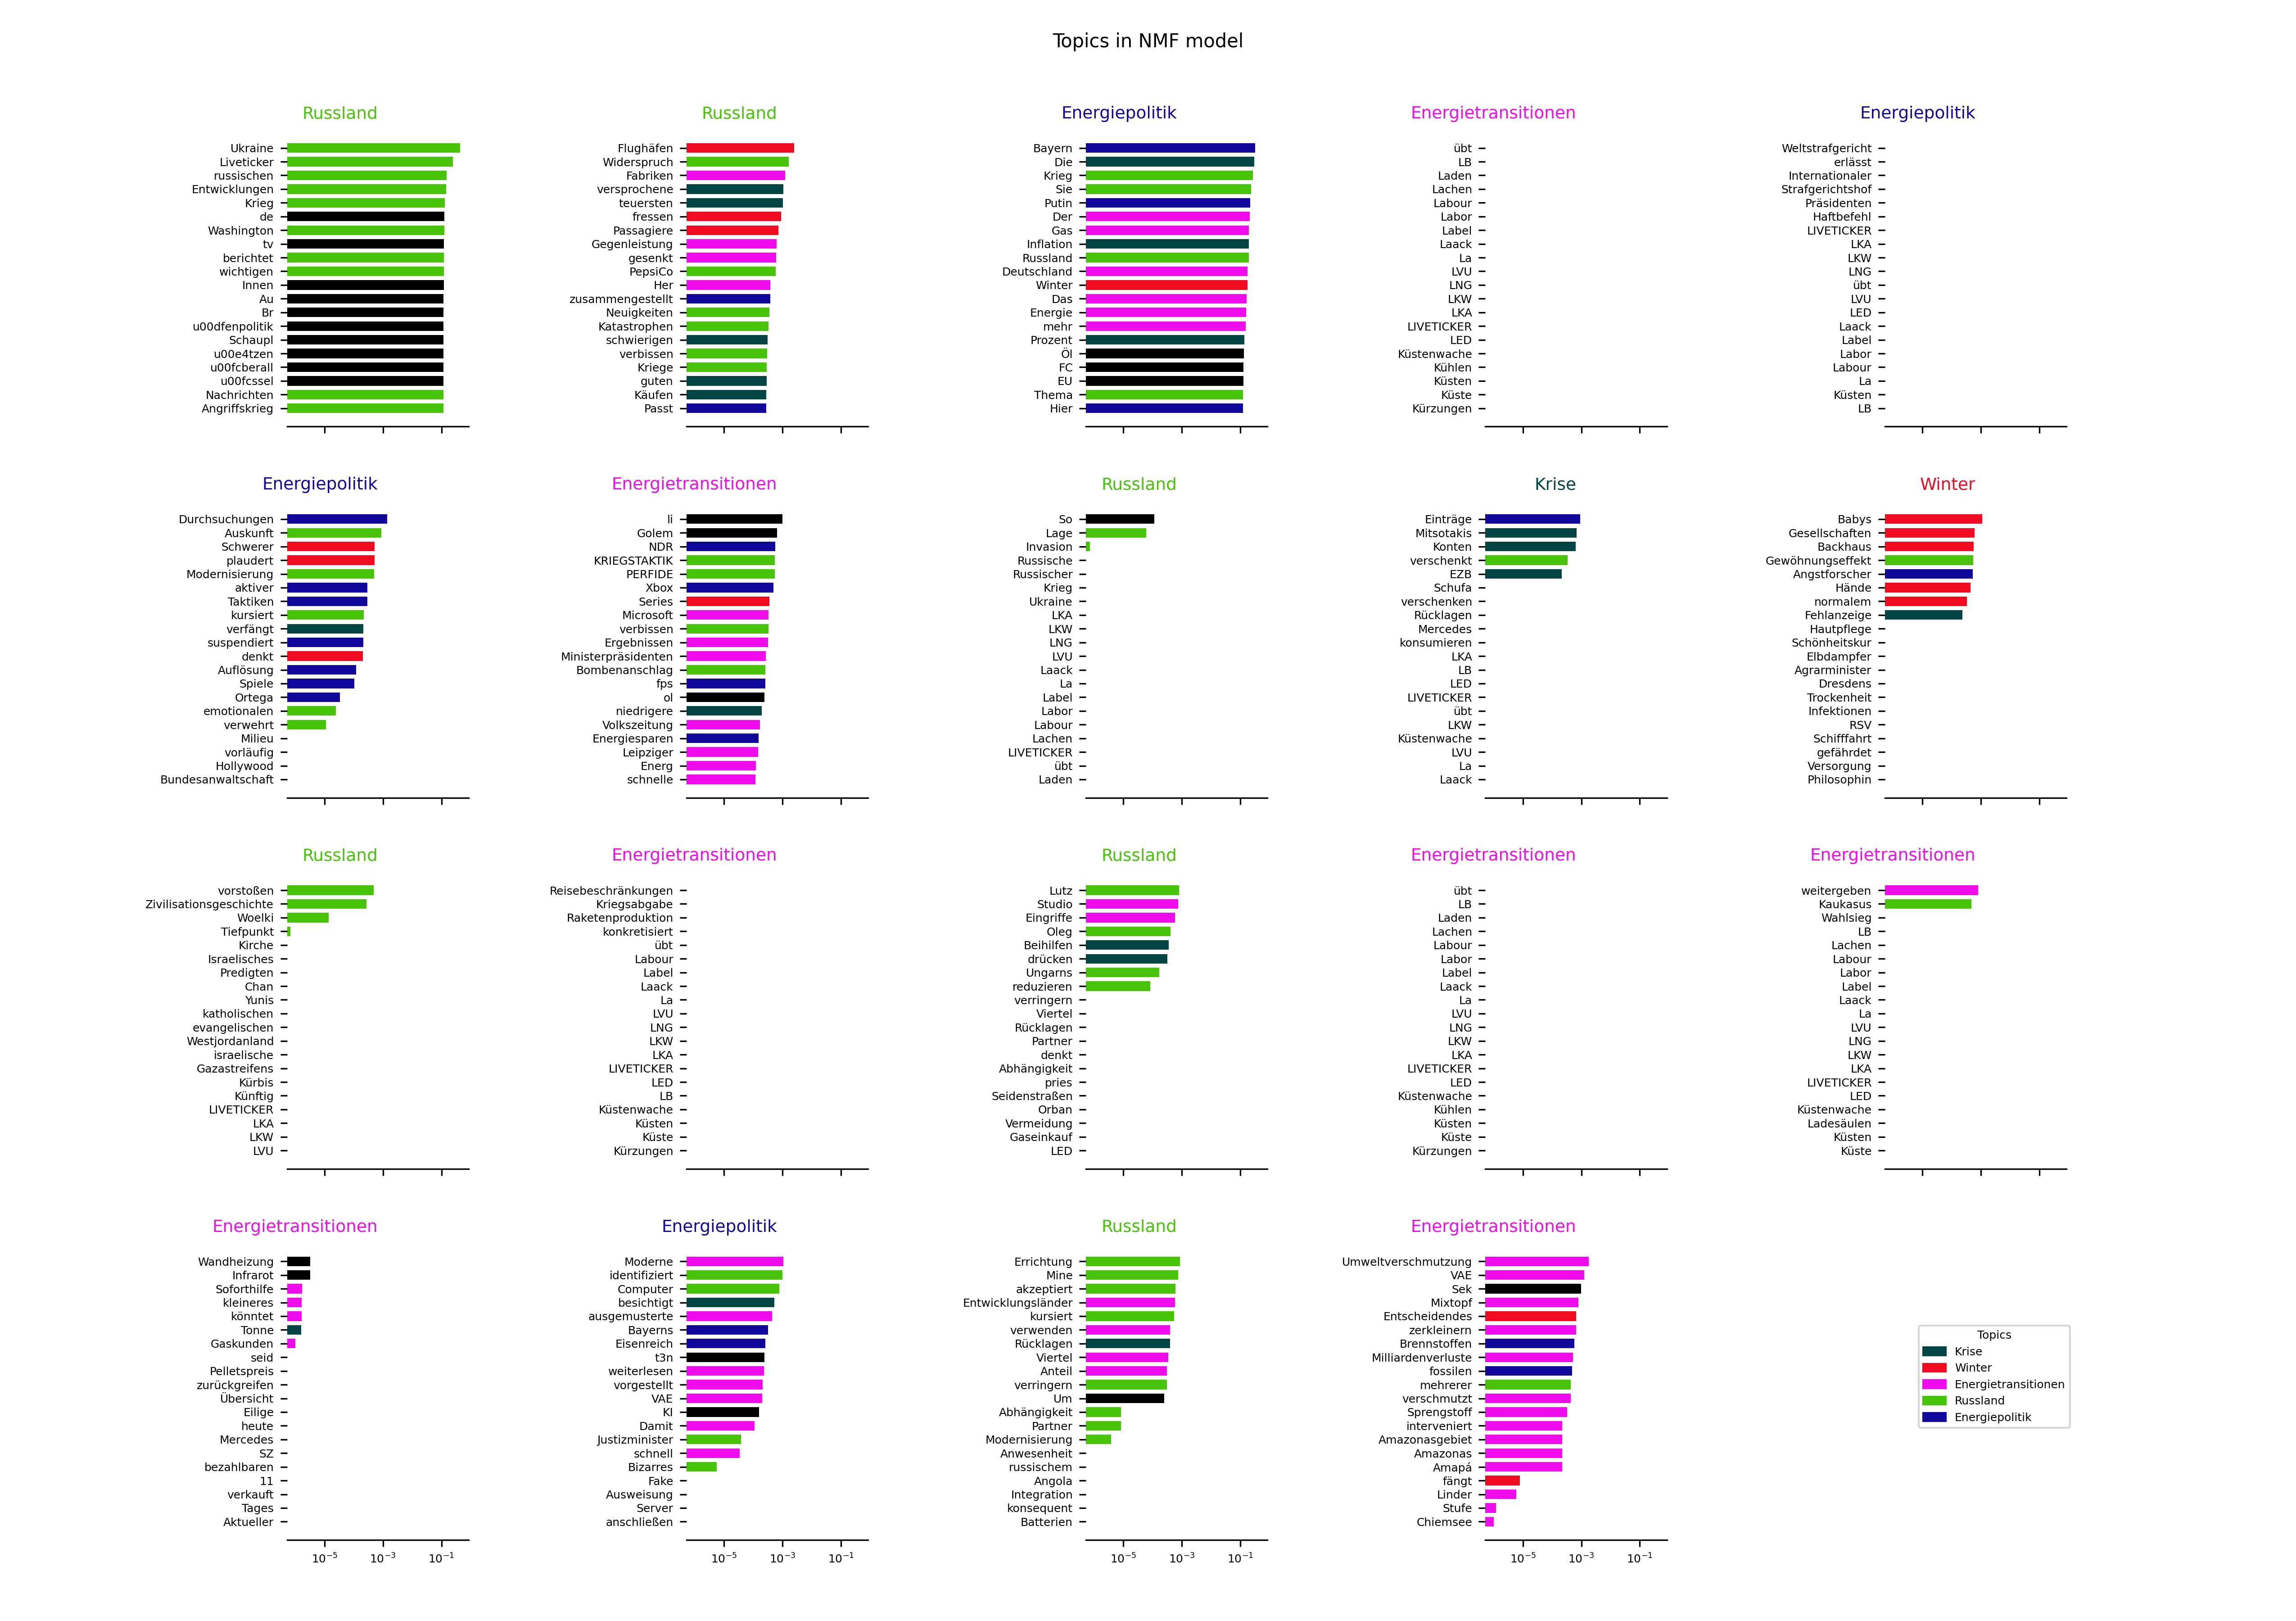 Topics in NMF model
Russland
Ukraine
Liveticker
russischen
Entwicklungen
Krieg
de
Washington
tv
berichtet
wichtigen
Innen
Au
Br
u00dfenpolitik
Schaupl
u00e4tzen
u00fcberall
u00fcssel
Nachrichten
Angriffskrieg
Russland
Flughäfen
Widerspruch
Fabriken
versprochene
teuersten
fressen
Passagiere
Gegenleistung
gesenkt
PepsiCo
Her
zusammengestellt
Neuigkeiten
Katastrophen
schwierigen
verbissen
Kriege
guten
Käufen
Passt
Energiepolitik
Bayern
Die
Krieg
Sie
Putin
Der
Gas
Inflation
Russland
Deutschland
Winter
Das
Energie
mehr
Prozent
Öl
FC
EU
Thema
Hier
Energietransitionen
übt
LB
Laden
Lachen
Labour
Labor
Label
Laack
La
LVU
LNG
LKW
LKA
LIVETICKER
LED
Küstenwache
Kühlen
Küsten
Küste
Kürzungen
Energiepolitik
Weltstrafgericht
erlässt
Internationaler
Strafgerichtshof
Präsidenten
Haftbefehl
LIVETICKER
LKA
LKW
LNG
übt
LVU
LED
Laack
Label
Labor
Labour
La
Küsten
LB
Energiepolitik
Durchsuchungen
Auskunft
Schwerer
plaudert
Modernisierung
aktiver
Taktiken
kursiert
verfängt
suspendiert
denkt
Auflösung
Spiele
Ortega
emotionalen
verwehrt
Milieu
vorläufig
Hollywood
Bundesanwaltschaft
Energietransitionen
li
Golem
NDR
KRIEGSTAKTIK
PERFIDE
Xbox
Series
Microsoft
verbissen
Ergebnissen
Ministerpräsidenten
Bombenanschlag
fps
ol
niedrigere
Volkszeitung
Energiesparen
Leipziger
Energ
schnelle
Russland
So
Lage
Invasion
Russische
Russischer
Krieg
Ukraine
LKA
LKW
LNG
LVU
Laack
La
Label
Labor
Labour
Lachen
LIVETICKER
übt
Laden
Krise
Einträge
Mitsotakis
Konten
verschenkt
EZB
Schufa
verschenken
Rücklagen
Mercedes
konsumieren
LKA
LB
LED
LIVETICKER
übt
LKW
Küstenwache
LVU
La
Laack
Winter
Babys
Gesellschaften
Backhaus
Gewöhnungseffekt
Angstforscher
Hände
normalem
Fehlanzeige
Hautpflege
Schönheitskur
Elbdampfer
Agrarminister
Dresdens
Trockenheit
Infektionen
RSV
Schifffahrt
gefährdet
Versorgung
Philosophin
Russland
vorstoßen
Zivilisationsgeschichte
Woelki
Tiefpunkt
Kirche
Israelisches
Predigten
Chan
Yunis
katholischen
evangelischen
Westjordanland
israelische
Gazastreifens
Kürbis
Künftig
LIVETICKER
LKA
LKW
LVU
Energietransitionen
Reisebeschränkungen
Kriegsabgabe
Raketenproduktion
konkretisiert
übt
Labour
Label
Laack
La
LVU
LNG
LKW
LKA
LIVETICKER
LED
LB
Küstenwache
Küsten
Küste
Kürzungen
Russland
Lutz
Studio
Eingriffe
Oleg
Beihilfen
drücken
Ungarns
reduzieren
verringern
Viertel
Rücklagen
Partner
denkt
Abhängigkeit
pries
Seidenstraßen
Orban
Vermeidung
Gaseinkauf
LED
Energietransitionen
übt
LB
Laden
Lachen
Labour
Labor
Label
Laack
La
LVU
LNG
LKW
LKA
LIVETICKER
LED
Küstenwache
Kühlen
Küsten
Küste
Kürzungen
Energietransitionen
weitergeben
Kaukasus
Wahlsieg
LB
Lachen
Labour
Labor
Label
Laack
La
LVU
LNG
LKW
LKA
LIVETICKER
LED
Küstenwache
Ladesäulen
Küsten
Küste
Energietransitionen
Wandheizung
Infrarot
Soforthilfe
kleineres
könntet
Tonne
Gaskunden
seid
Pelletspreis
zurückgreifen
Übersicht
Eilige
heute
Mercedes
SZ
bezahlbaren
11
verkauft
Tages
Aktueller
10⁻⁵ 10⁻³ 10⁻¹
Energiepolitik
Moderne
identifiziert
Computer
besichtigt
ausgemusterte
Bayerns
Eisenreich
t3n
weiterlesen
vorgestellt
VAE
KI
Damit
Justizminister
schnell
Bizarres
Fake
Ausweisung
Server
anschließen
10⁻⁵ 10⁻³ 10⁻¹
Russland
Errichtung
Mine
akzeptiert
Entwicklungsländer
kursiert
verwenden
Rücklagen
Viertel
Anteil
verringern
Um
Abhängigkeit
Partner
Modernisierung
Anwesenheit
russischem
Angola
Integration
konsequent
Batterien
10⁻⁵ 10⁻³ 10⁻¹
Energietransitionen
Umweltverschmutzung
VAE
Sek
Mixtopf
Entscheidendes
zerkleinern
Brennstoffen
Milliardenverluste
fossilen
mehrerer
verschmutzt
Sprengstoff
interveniert
Amazonasgebiet
Amazonas
Amapá
fängt
Linder
Stufe
Chiemsee
10⁻⁵ 10⁻³ 10⁻¹
Topics
Krise
Winter
Energietransitionen
Russland
Energiepolitik